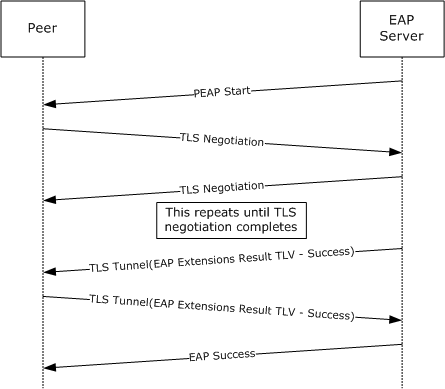 Peer
EAP
Server
PEAP Start
TLS Negotiation
TLS Negotiation
This repeats until TLS
negotiation completes
TLS Tunnel(EAP Extensions Result TLV - Success)
TLS Tunnel(EAP Extensions Result TLV - Success)
EAP Success